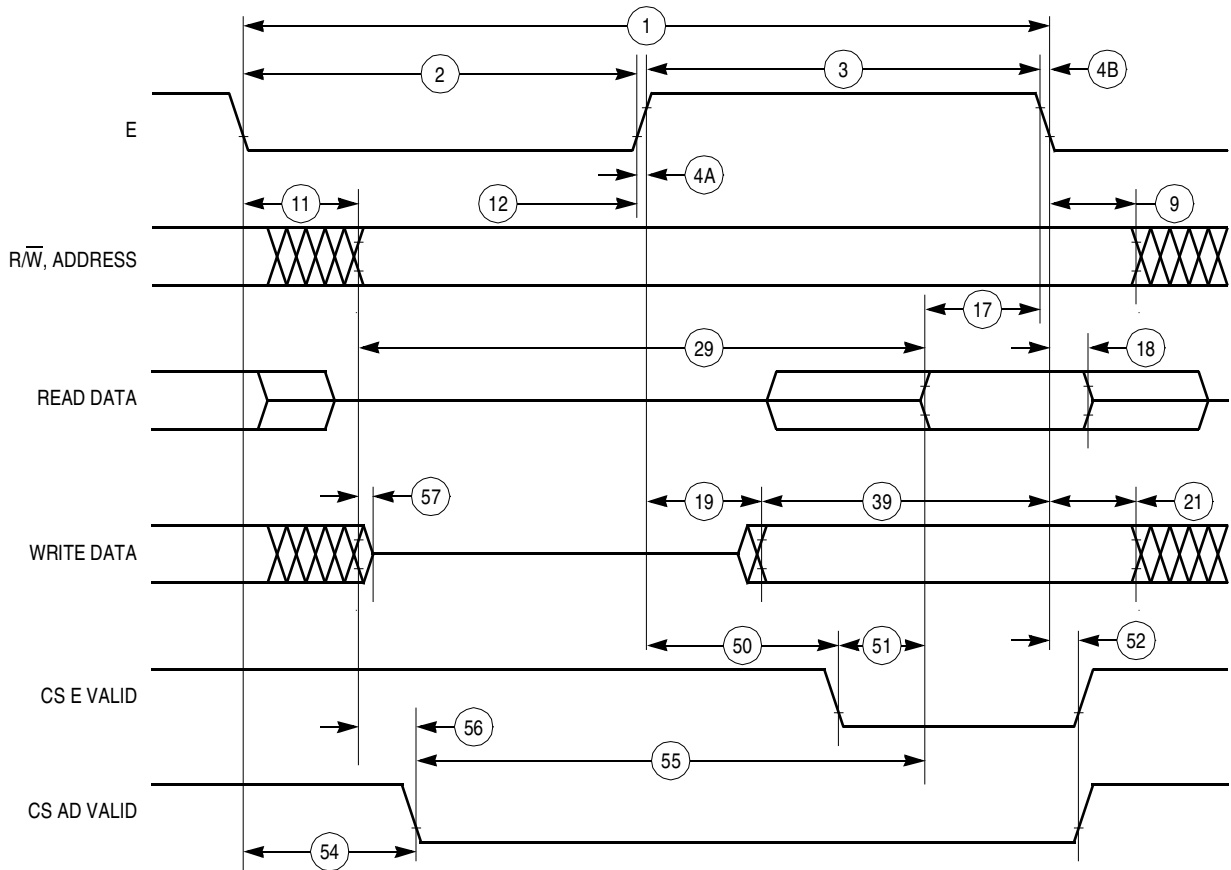 1
2
3
4B
E
4A
11
12
9
R/W̅, ADDRESS
17
29
18
READ DATA
57
19
39
21
WRITE DATA
50
51
52
CS E VALID
56
55
CS AD VALID
54